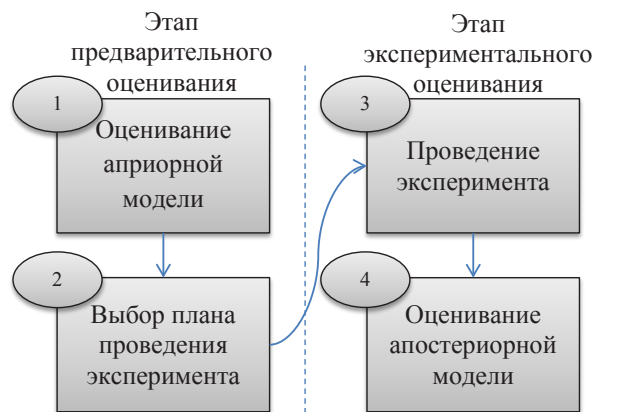 Этап
предварительного
оценивания
1
Оценивание
априорной
модели
2
Выбор плана
проведения
эксперимента
Этап
экспериментального
оценивания
3
Проведение
эксперимента
4
Оценивание
апостериорной
модели